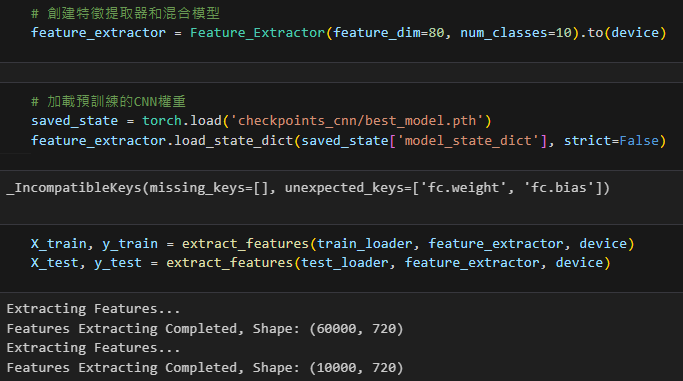 # 創建特徵提取器和混合模型
feature_extractor = Feature_Extractor(feature_dim=80, num_classes=10).to(device)
# 加載預訓練的CNN權重
saved_state = torch.load('checkpoints_cnn/best_model.pth')
feature_extractor.load_state_dict(saved_state['model_state_dict'], strict=False)
_IncompatibleKeys(missing_keys=[], unexpected_keys=['fc.weight', 'fc.bias'])
X_train, y_train = extract_features(train_loader, feature_extractor, device)
X_test, y_test = extract_features(test_loader, feature_extractor, device)
Extracting Features...
Features Extracting Completed, Shape: (60000, 720)
Extracting Features...
Features Extracting Completed, Shape: (10000, 720)